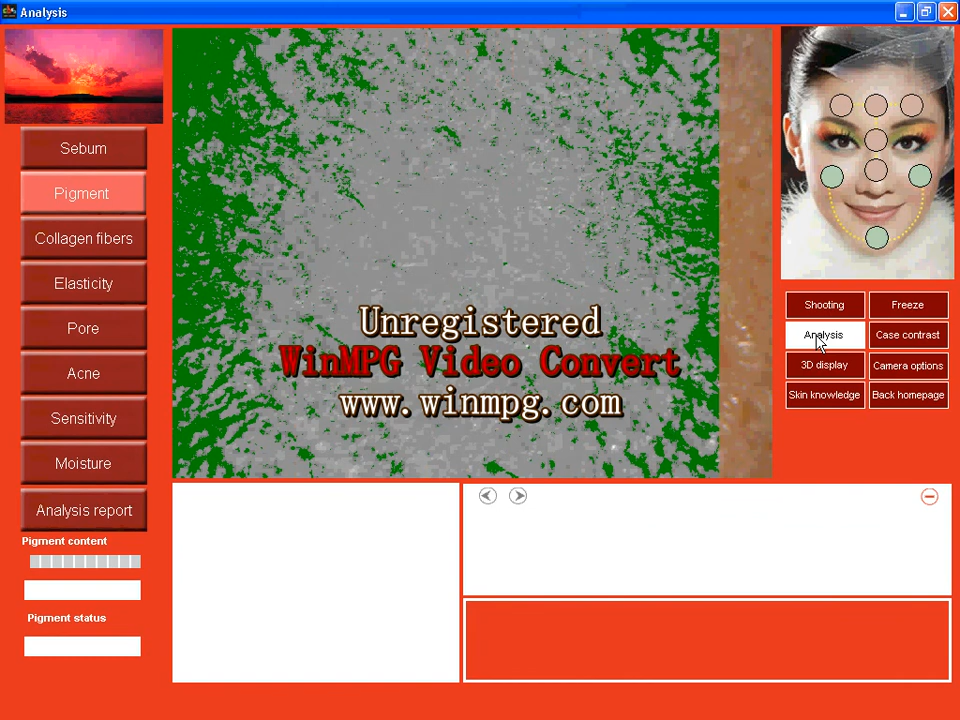 Analysis
Sebum
Pigment
Collagen fibers
Elasticity
Pore
Acne
Sensitivity
Moisture
Analysis report
Pigment content
Pigment status
Unregistered
WinMPG Video Convert
www.winmpg.com
Shooting
Freeze
Analysis
Case contrast
3D display
Camera options
Skin knowledge
Back homepage